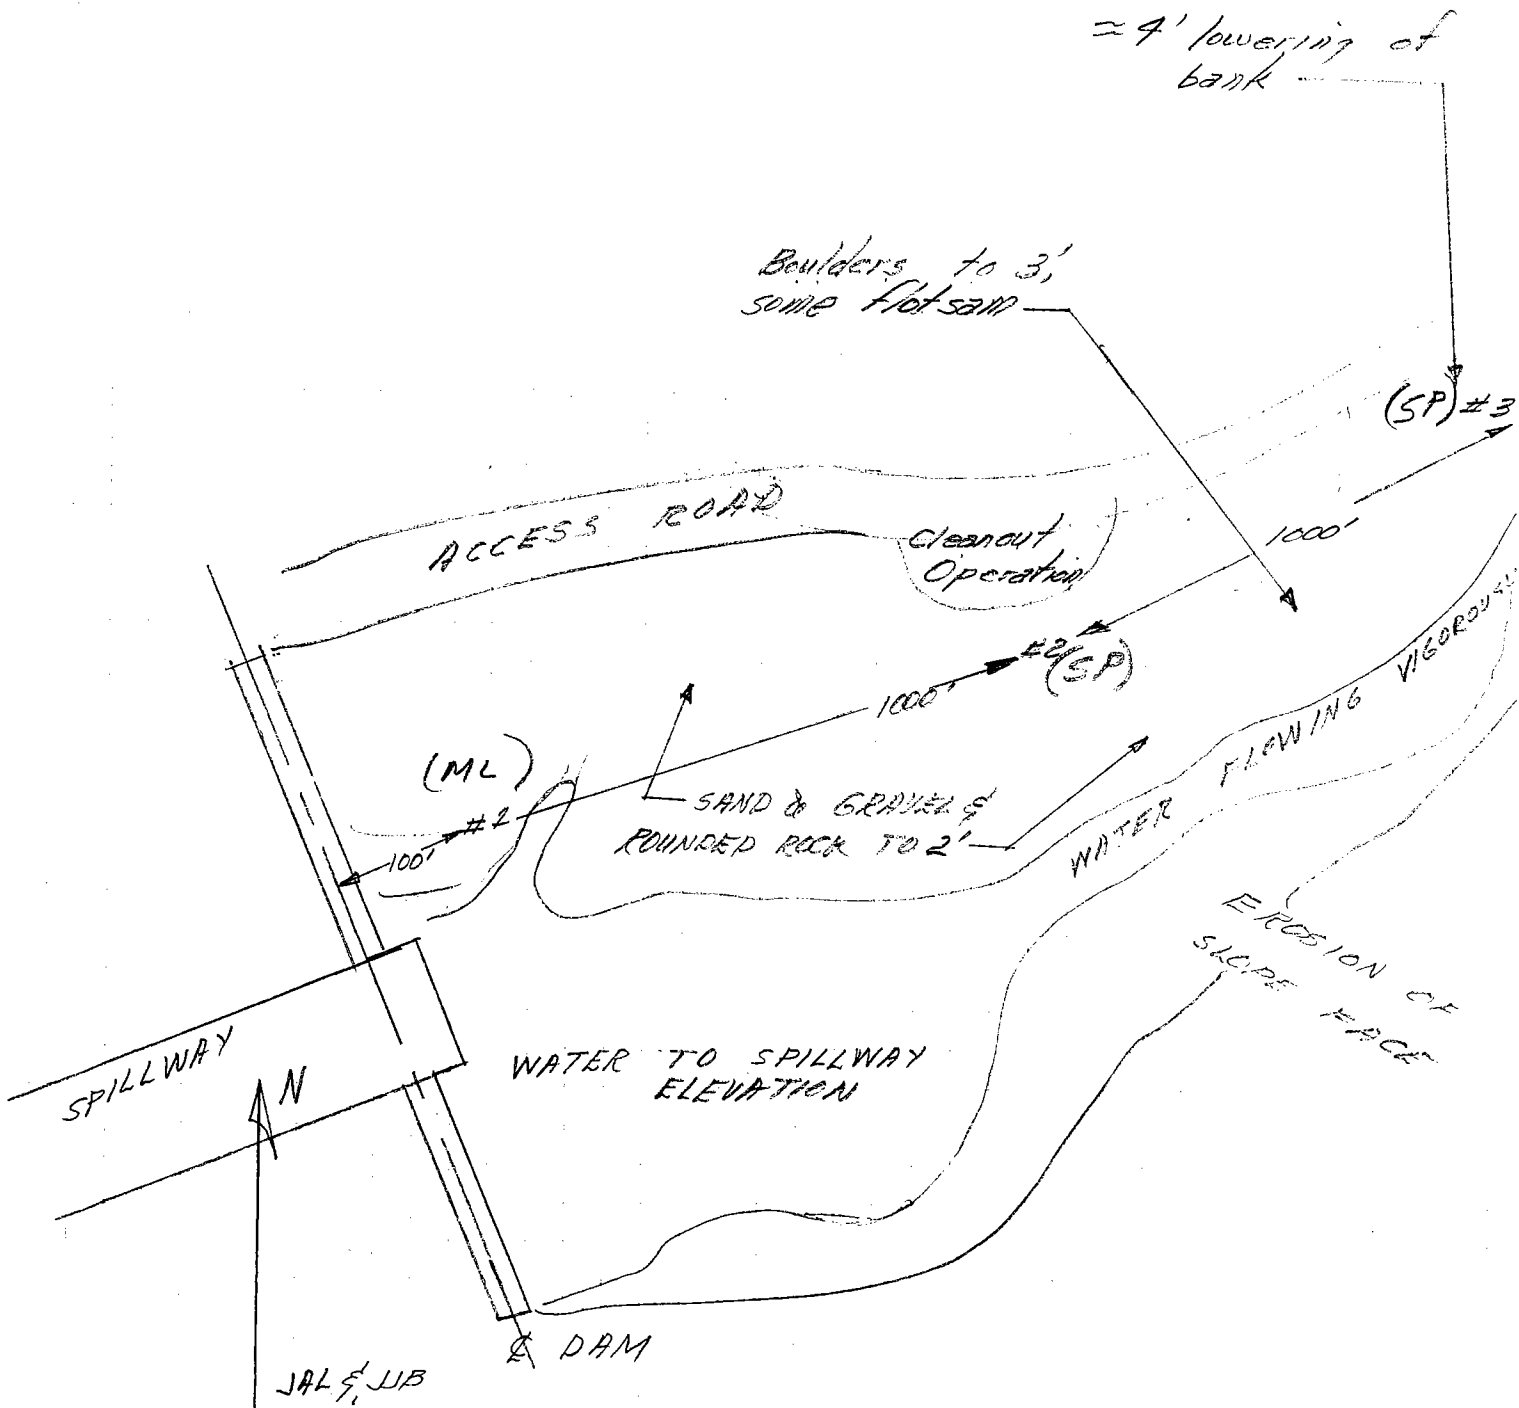 ≈ 4' lowering of
bank
Boulders to 3',
some flotsam
(SP) #3
ACCESS ROAD
Cleanout
Operation
1000'
#2
(SP)
1000'
(ML)
#1
100'
SAND & GRAVEL &
ROUNDED ROCK TO 2'
WATER FLOWING VIGOROUS
EROSION OF
SLOPE FACE
SPILLWAY
N
WATER TO SPILLWAY
ELEVATION
℄ DAM
JAL & JJB